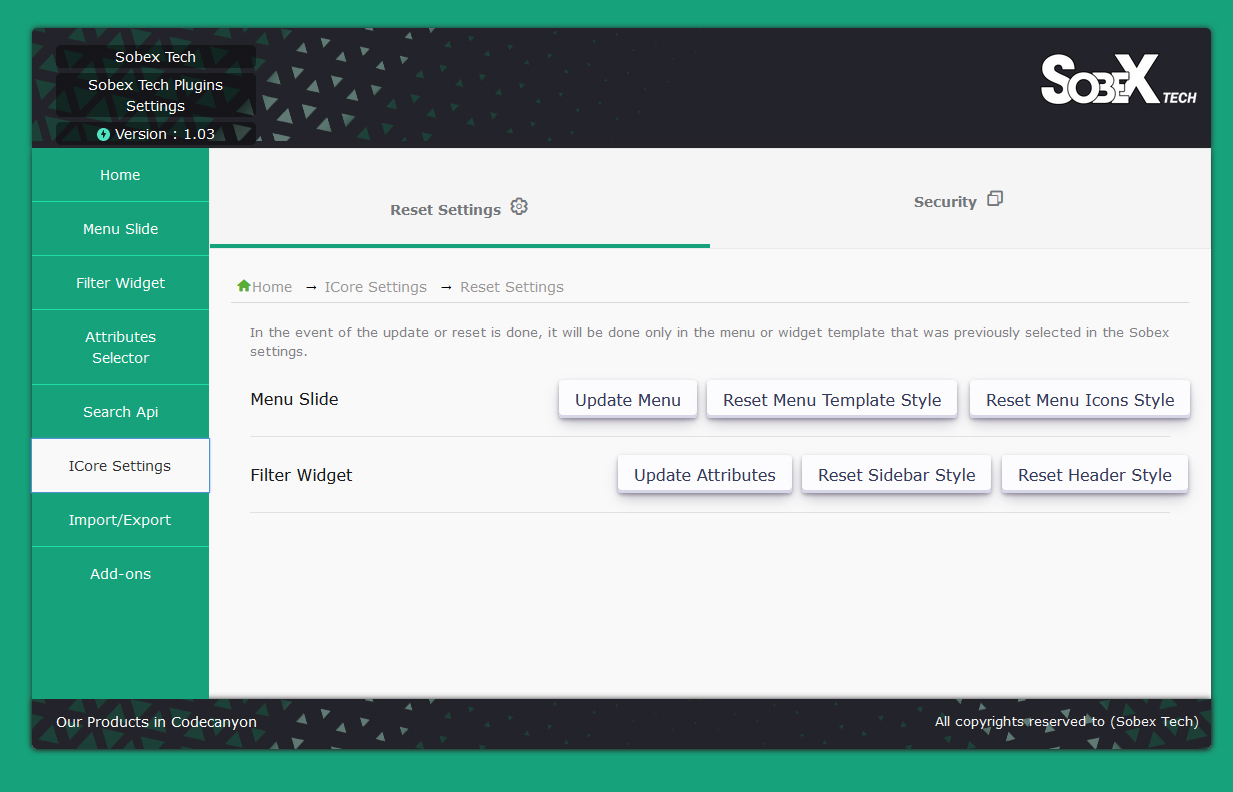 Sobex Tech
Sobex Tech Plugins
Settings
Version : 1.03
SOBEX TECH
Home
Menu Slide
Filter Widget
Attributes
Selector
Search Api
ICore Settings
Import/Export
Add-ons
Reset Settings
Security
Home → ICore Settings → Reset Settings
In the event of the update or reset is done, it will be done only in the menu or widget template that was previously selected in the Sobex
settings.
Menu Slide
Update Menu
Reset Menu Template Style
Reset Menu Icons Style
Filter Widget
Update Attributes
Reset Sidebar Style
Reset Header Style
Our Products in Codecanyon
All copyrights reserved to (Sobex Tech)